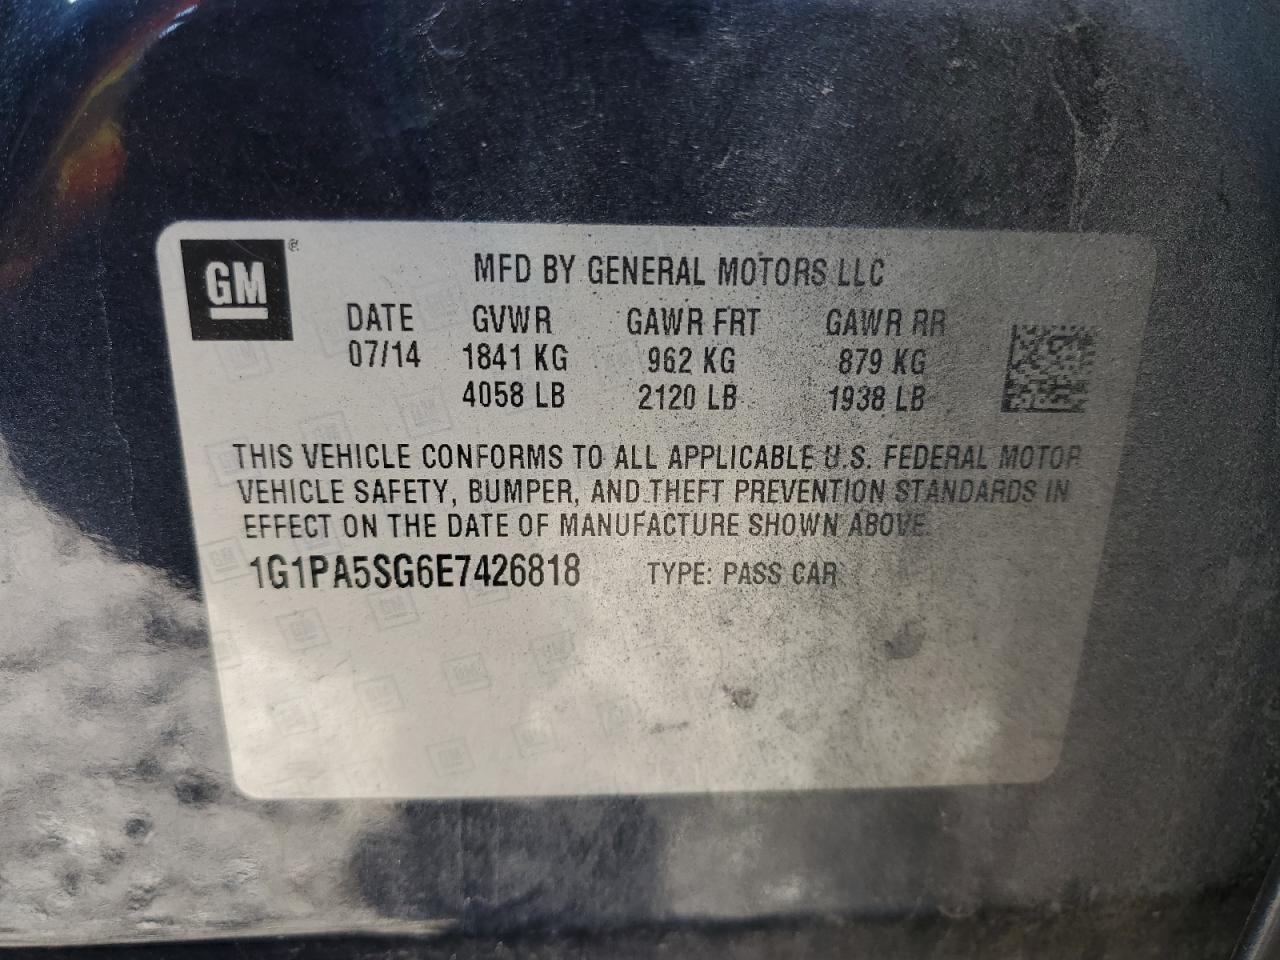 GM ®
MFD BY GENERAL MOTORS LLC
DATE GVWR GAWR FRT GAWR RR
07/14 1841 KG 962 KG 879 KG
4058 LB 2120 LB 1938 LB
THIS VEHICLE CONFORMS TO ALL APPLICABLE U.S. FEDERAL MOTOR
VEHICLE SAFETY, BUMPER, AND THEFT PREVENTION STANDARDS IN
EFFECT ON THE DATE OF MANUFACTURE SHOWN ABOVE.
1G1PA5SG6E7426818 TYPE: PASS CAR